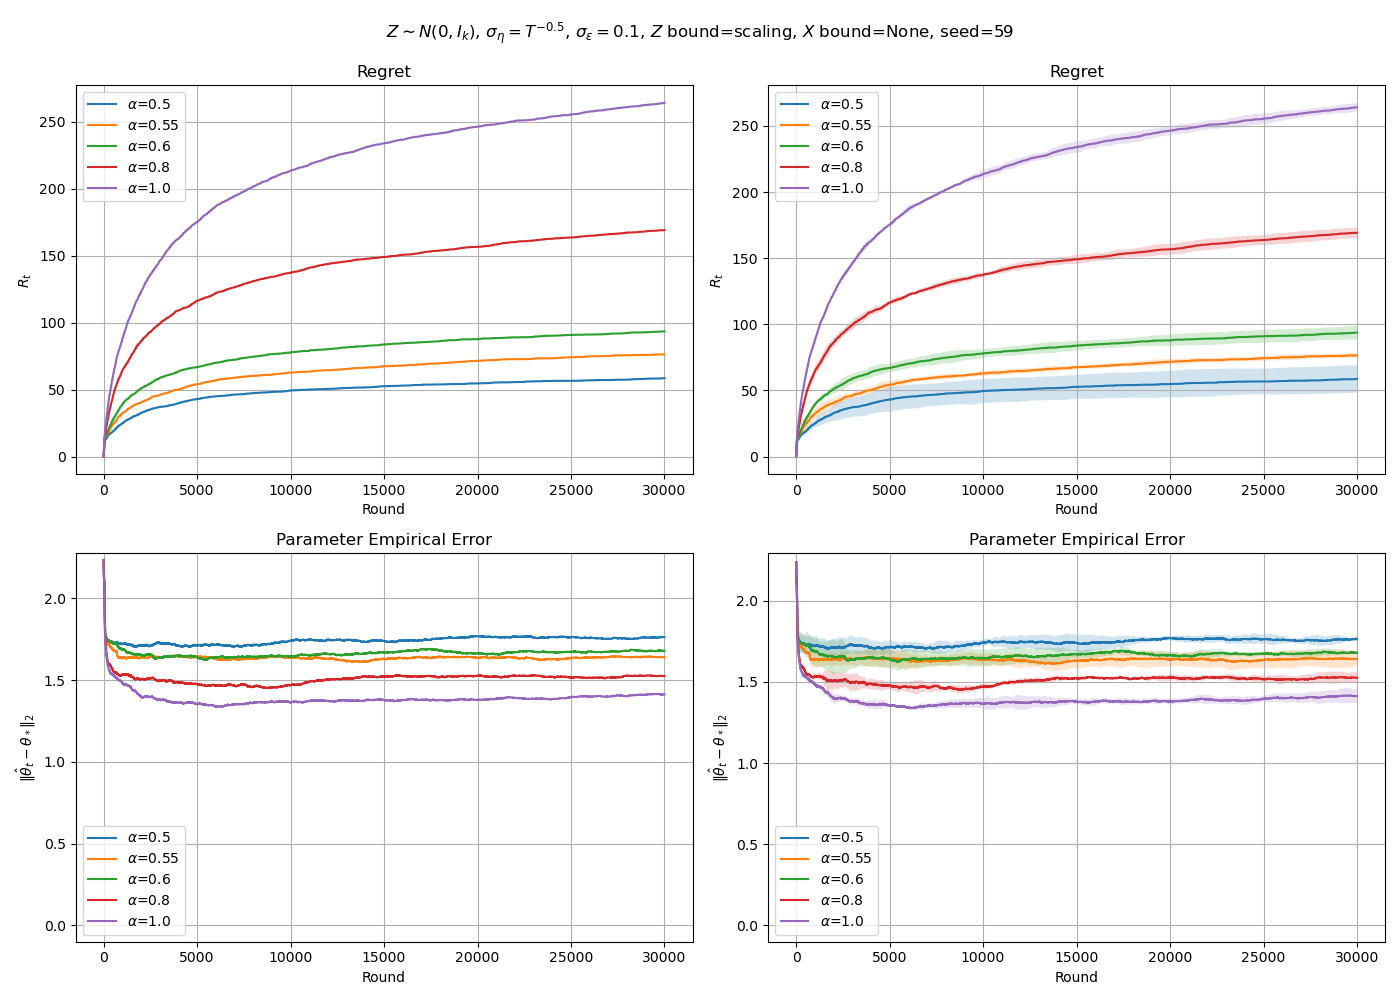 Z ∼ N(0, I_k), σ_η = T^{-0.5}, σ_ε = 0.1, Z bound=scaling, X bound=None, seed=59
Regret
R_t
250
200
150
100
50
0
α=0.5
α=0.55
α=0.6
α=0.8
α=1.0
0 5000 10000 15000 20000 25000 30000
Round
Regret
R_t
250
200
150
100
50
0
α=0.5
α=0.55
α=0.6
α=0.8
α=1.0
0 5000 10000 15000 20000 25000 30000
Round
Parameter Empirical Error
‖θ̂_t − θ_*‖_2
2.0
1.5
1.0
0.5
0.0
α=0.5
α=0.55
α=0.6
α=0.8
α=1.0
0 5000 10000 15000 20000 25000 30000
Round
Parameter Empirical Error
‖θ̂_t − θ_*‖_2
2.0
1.5
1.0
0.5
0.0
α=0.5
α=0.55
α=0.6
α=0.8
α=1.0
0 5000 10000 15000 20000 25000 30000
Round